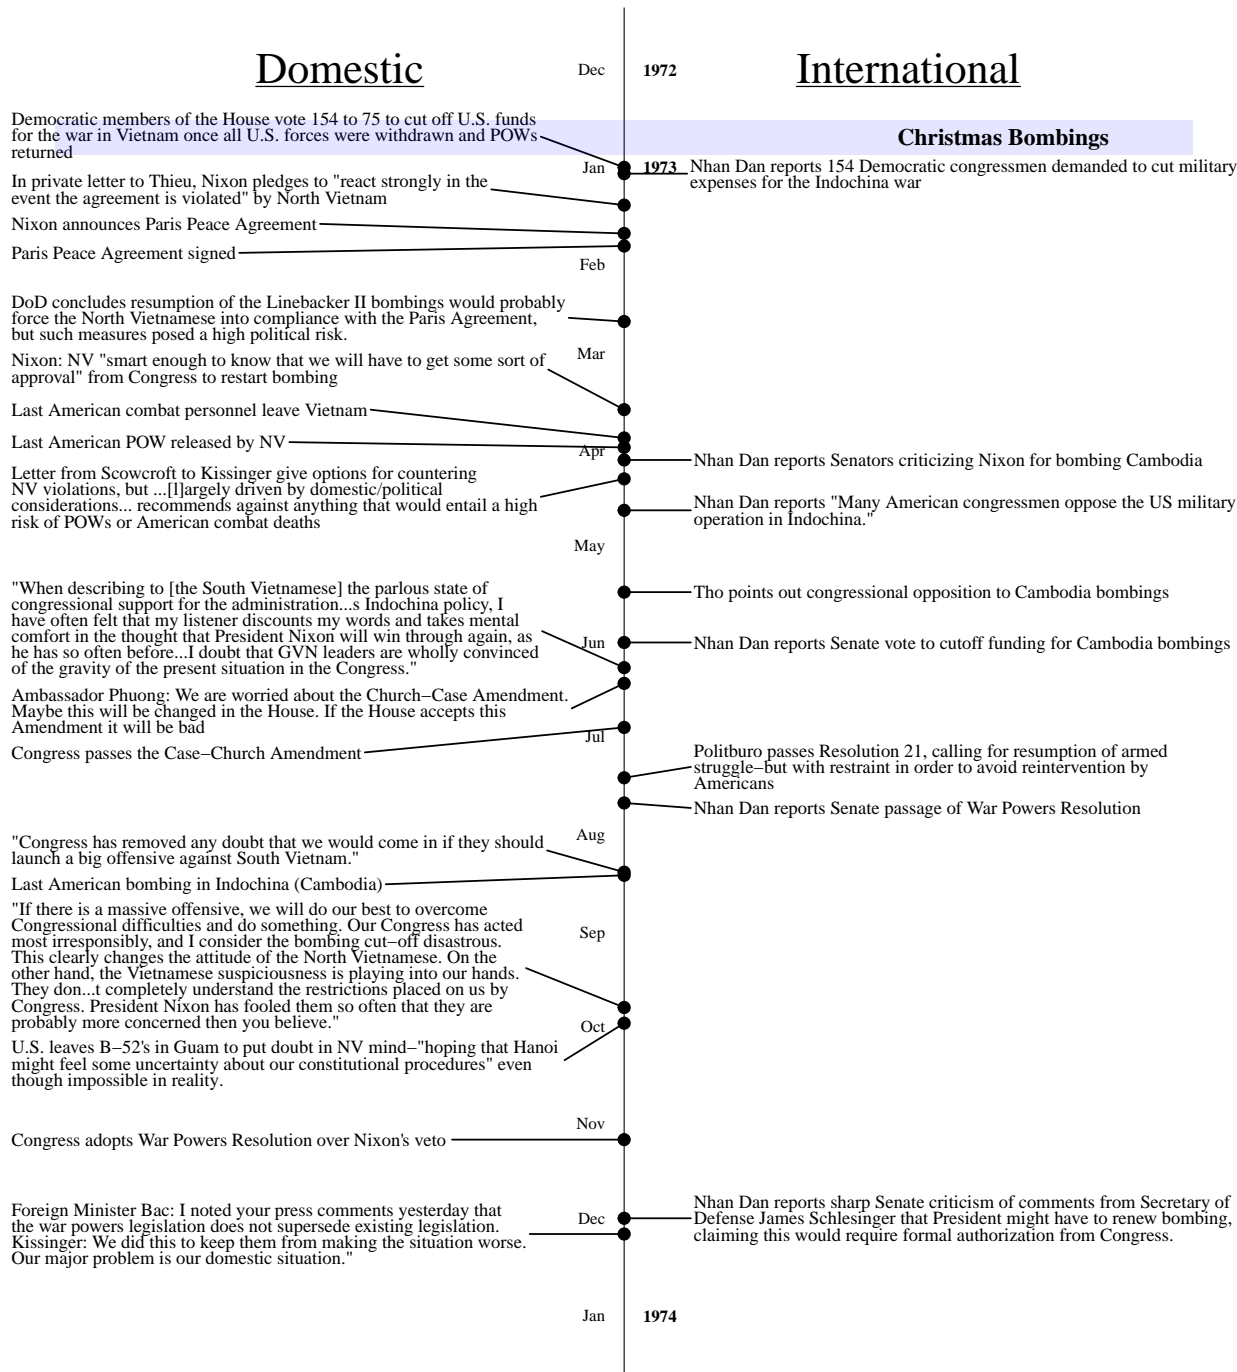 Domestic
Dec 1972
International
Democratic members of the House vote 154 to 75 to cut off U.S. funds
for the war in Vietnam once all U.S. forces were withdrawn and POWs
returned
Christmas Bombings
Jan 1973
Nhan Dan reports 154 Democratic congressmen demanded to cut military
expenses for the Indochina war
In private letter to Thieu, Nixon pledges to "react strongly in the
event the agreement is violated" by North Vietnam
Nixon announces Paris Peace Agreement
Paris Peace Agreement signed
Feb
DoD concludes resumption of the Linebacker II bombings would probably
force the North Vietnamese into compliance with the Paris Agreement,
but such measures posed a high political risk.
Mar
Nixon: NV "smart enough to know that we will have to get some sort of
approval" from Congress to restart bombing
Last American combat personnel leave Vietnam
Last American POW released by NV
Apr
Nhan Dan reports Senators criticizing Nixon for bombing Cambodia
Letter from Scowcroft to Kissinger give options for countering
NV violations, but ...[l]argely driven by domestic/political
considerations... recommends against anything that would entail a high
risk of POWs or American combat deaths
Nhan Dan reports "Many American congressmen oppose the US military
operation in Indochina."
May
"When describing to [the South Vietnamese] the parlous state of
congressional support for the administration...s Indochina policy, I
have often felt that my listener discounts my words and takes mental
comfort in the thought that President Nixon will win through again, as
he has so often before...I doubt that GVN leaders are wholly convinced
of the gravity of the present situation in the Congress."
Tho points out congressional opposition to Cambodia bombings
Jun
Nhan Dan reports Senate vote to cutoff funding for Cambodia bombings
Ambassador Phuong: We are worried about the Church−Case Amendment.
Maybe this will be changed in the House. If the House accepts this
Amendment it will be bad
Jul
Congress passes the Case−Church Amendment
Politburo passes Resolution 21, calling for resumption of armed
struggle−but with restraint in order to avoid reintervention by
Americans
Nhan Dan reports Senate passage of War Powers Resolution
Aug
"Congress has removed any doubt that we would come in if they should
launch a big offensive against South Vietnam."
Last American bombing in Indochina (Cambodia)
"If there is a massive offensive, we will do our best to overcome
Congressional difficulties and do something. Our Congress has acted
most irresponsibly, and I consider the bombing cut−off disastrous.
This clearly changes the attitude of the North Vietnamese. On the
other hand, the Vietnamese suspiciousness is playing into our hands.
They don...t completely understand the restrictions placed on us by
Congress. President Nixon has fooled them so often that they are
probably more concerned then you believe."
Sep
Oct
U.S. leaves B−52's in Guam to put doubt in NV mind−"hoping that Hanoi
might feel some uncertainty about our constitutional procedures" even
though impossible in reality.
Nov
Congress adopts War Powers Resolution over Nixon's veto
Foreign Minister Bac: I noted your press comments yesterday that
the war powers legislation does not supersede existing legislation.
Kissinger: We did this to keep them from making the situation worse.
Our major problem is our domestic situation."
Dec
Nhan Dan reports sharp Senate criticism of comments from Secretary of
Defense James Schlesinger that President might have to renew bombing,
claiming this would require formal authorization from Congress.
Jan 1974